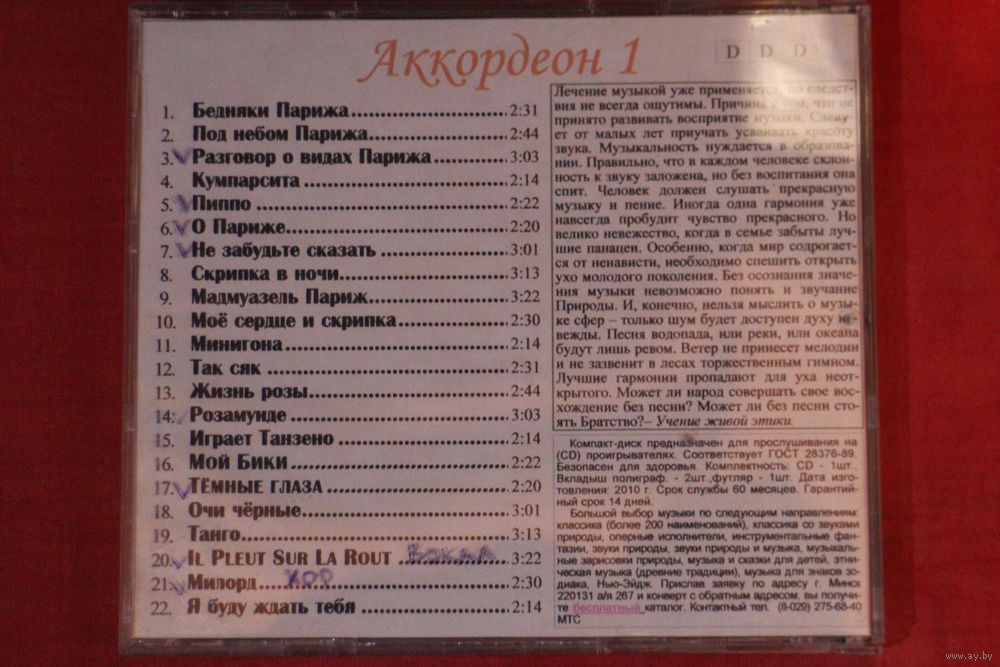 Аккордеон 1
D D D
1. Бедняки Парижа 2:31
2. Под небом Парижа 2:44
3. Разговор о видах Парижа 3:03
4. Кумпарсита 2:14
5. Пиппо 2:22
6. О Париже 2:20
7. Не забудьте сказать 3:01
8. Скрипка в ночи 3:13
9. Мадмуазель Париж 3:22
10. Моё сердце и скрипка 2:30
11. Минигона 2:14
12. Так сяк 2:31
13. Жизнь розы 2:44
14. Розамунде 3:03
15. Играет Танзено 2:14
16. Мой Бики 2:22
17. ТЁМНЫЕ ГЛАЗА 2:20
18. Очи чёрные 3:01
19. Танго 3:13
20. IL PLEUT SUR LA ROUT вокал 3:22
21. Милорд хор 2:30
22. Я буду ждать тебя 2:14
Лечение музыкой уже применяется, но следст-
вия не всегда ощутимы. Причина в том, что не
принято развивать восприятие музыки. Следу-
ет от малых лет приучать усваивать красоту
звука. Музыкальность нуждается в образова-
нии. Правильно, что в каждом человеке склон-
ность к звуку заложена, но без воспитания она
спит. Человек должен слушать прекрасную
музыку и пение. Иногда одна гармония уже
навсегда пробудит чувство прекрасного. Но
велико невежество, когда в семье забыты луч-
шие панацеи. Особенно, когда мир содрогает-
ся от ненависти, необходимо спешить открыть
ухо молодого поколения. Без осознания значе-
ния музыки невозможно понять и звучание
Природы. И, конечно, нельзя мыслить о музы-
ке сфер – только шум будет доступен духу не-
вежды. Песня водопада, или реки, или океана
будут лишь ревом. Ветер не принесет мелодии
и не зазвенит в лесах торжественным гимном.
Лучшие гармонии пропадают для уха неот-
крытого. Может ли народ совершать свое вос-
хождение без песни? Может ли без песни сто-
ять Братство?– Учение живой этики.
Компакт-диск предназначен для прослушивания на
(CD) проигрывателях. Соответствует ГОСТ 28376-89.
Безопасен для здоровья. Комплектность: CD - 1шт.,
Вкладыш полиграф. - 2шт.,футляр - 1шт. Дата изго-
товления: 2010 г. Срок службы 60 месяцев. Гарантий-
ный срок 14 дней.
Большой выбор музыки по следующим направлениям:
классика (более 200 наименований), классика со звуками
природы, оперные исполнители, инструментальные фан-
тазии, звуки природы, звуки природы и музыка, музыкаль-
ные зарисовки природы, музыка и сказки для детей, этни-
ческая музыка (древние традиции), музыка для знаков зо-
диака, Нью-Эйдж. Прислав заявку по адресу г. Минск
220131 а/я 267 и конверт с обратным адресом, вы получи-
те бесплатный каталог. Контактный тел. (8-029) 275-68-40
МТС
www.ay.by